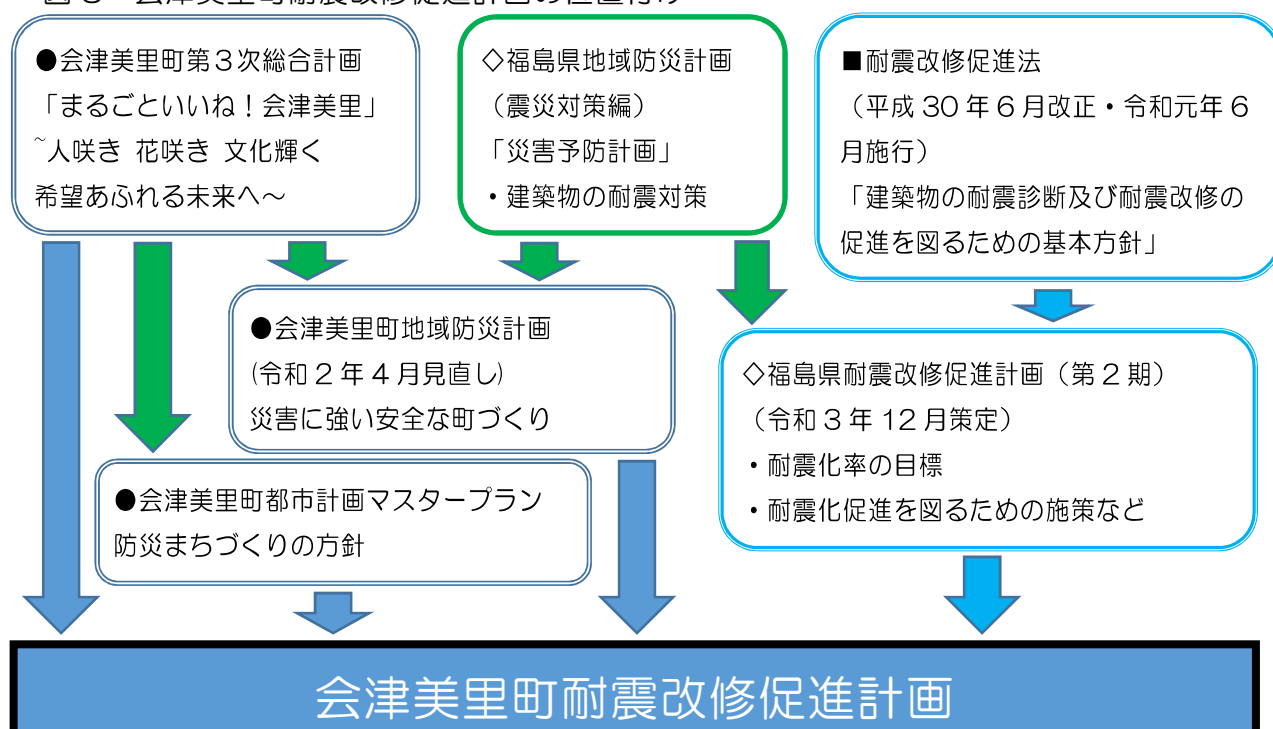 ●会津美里町第3次総合計画
「まるごといいね！会津美里」
~人咲き 花咲き 文化輝く
希望あふれる未来へ～
◇福島県地域防災計画
（震災対策編）
「災害予防計画」
・建築物の耐震対策
■耐震改修促進法
（平成 30 年 6 月改正・令和元年 6
月施行）
「建築物の耐震診断及び耐震改修の
促進を図るための基本方針」
●会津美里町地域防災計画
(令和 2 年 4 月見直し)
災害に強い安全な町づくり
◇福島県耐震改修促進計画（第 2 期）
（令和 3 年 12 月策定）
・耐震化率の目標
・耐震化促進を図るための施策など
●会津美里町都市計画マスタープラン
防災まちづくりの方針
会津美里町耐震改修促進計画